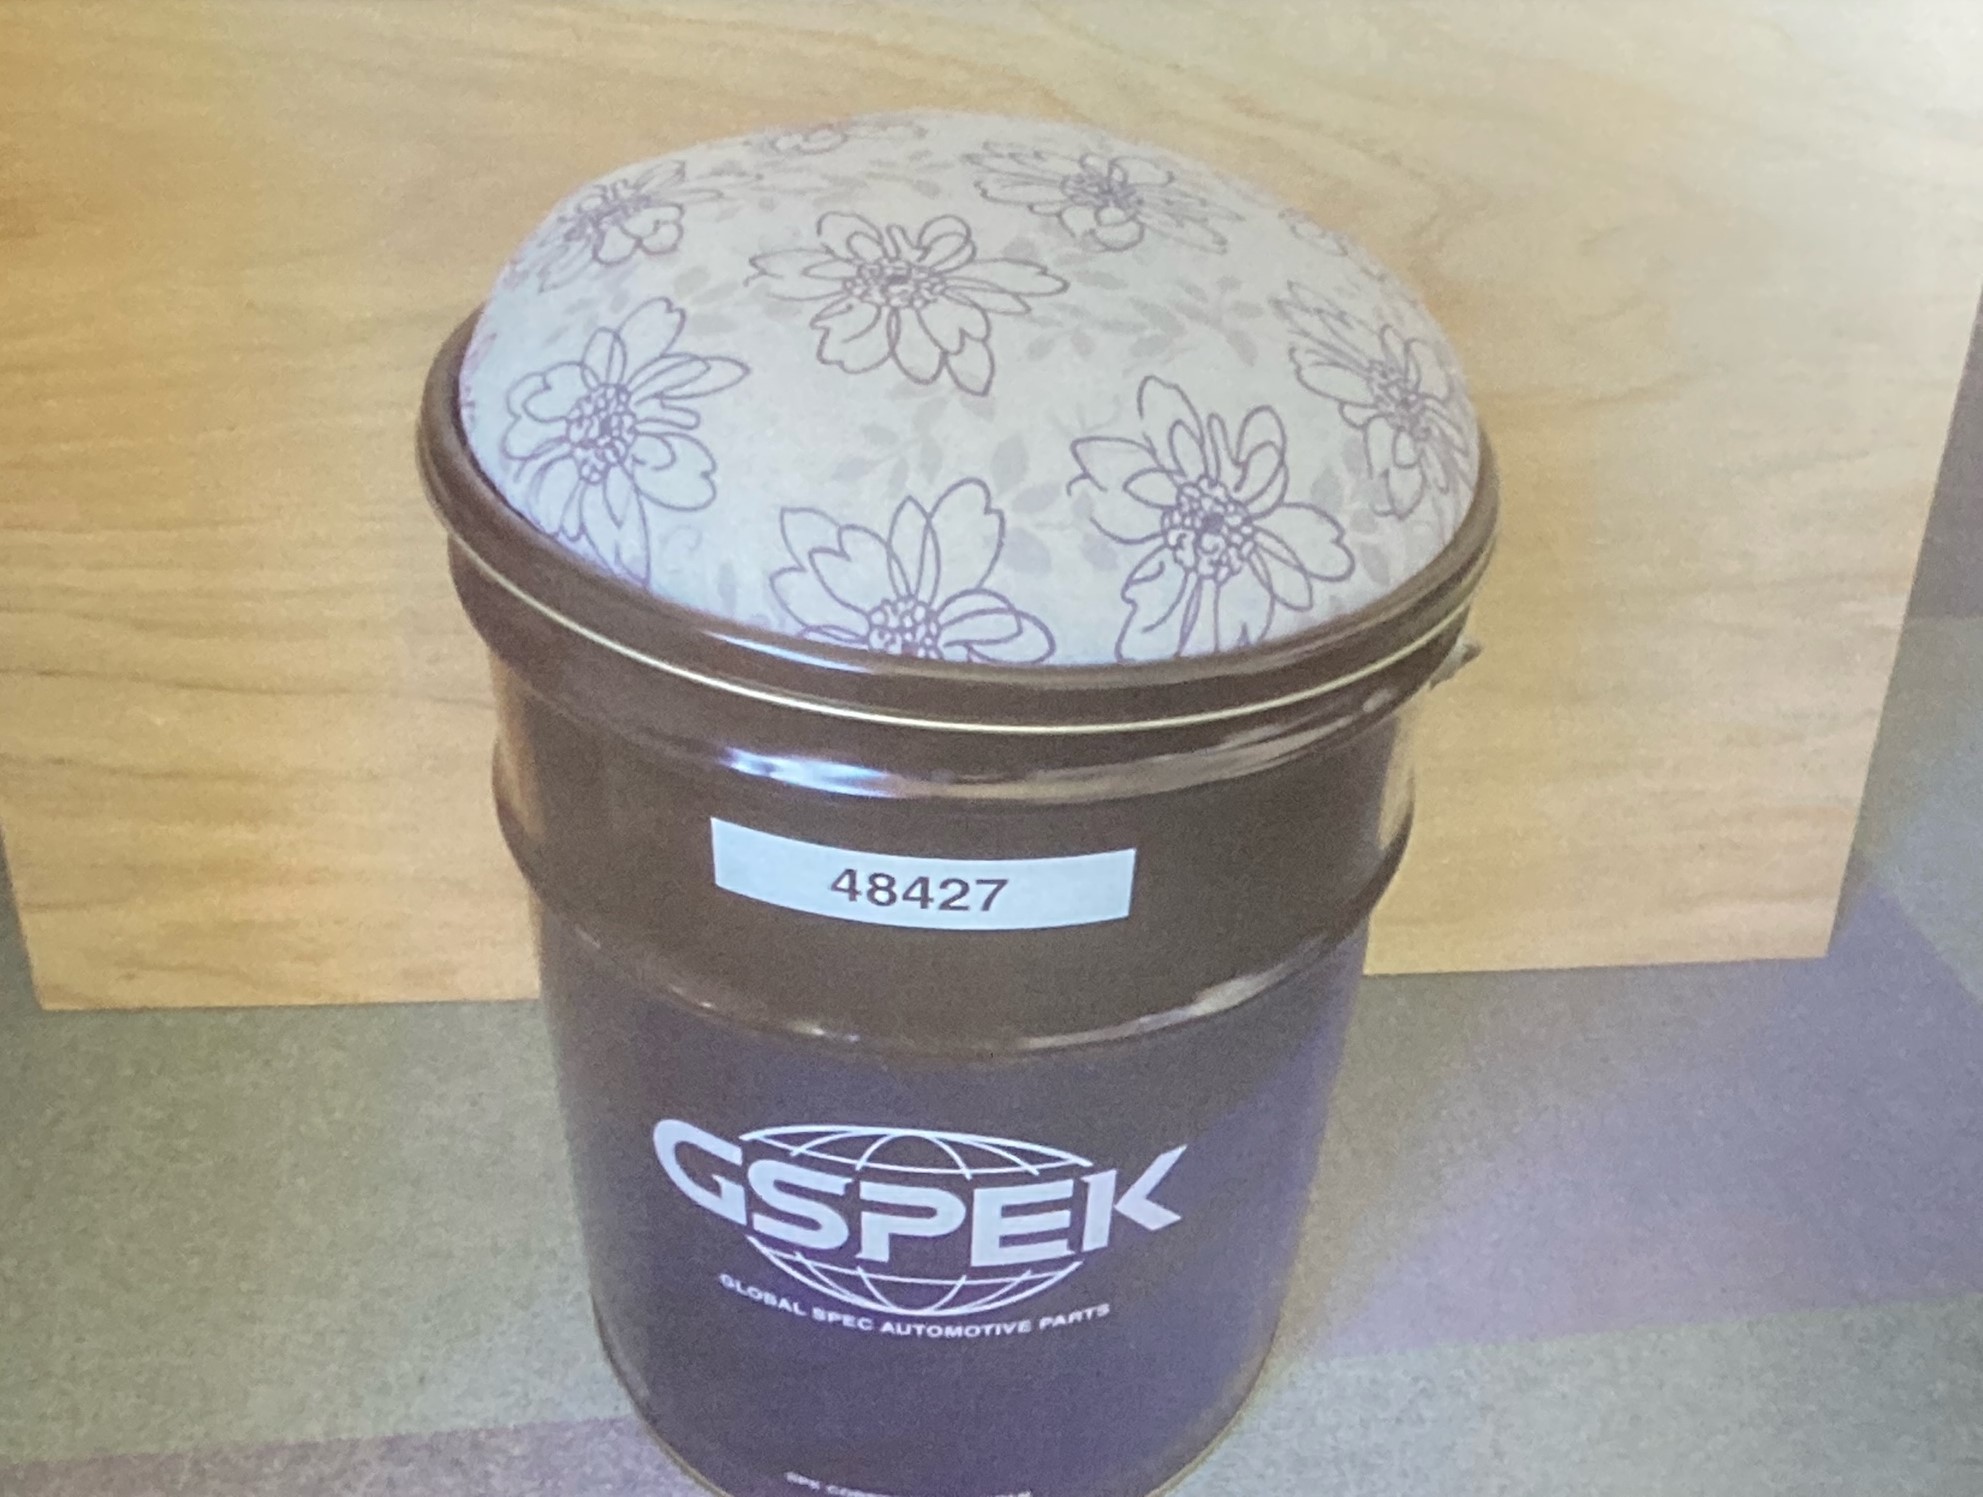 48427
GSPEK
GLOBAL SPEC AUTOMOTIVE PARTS